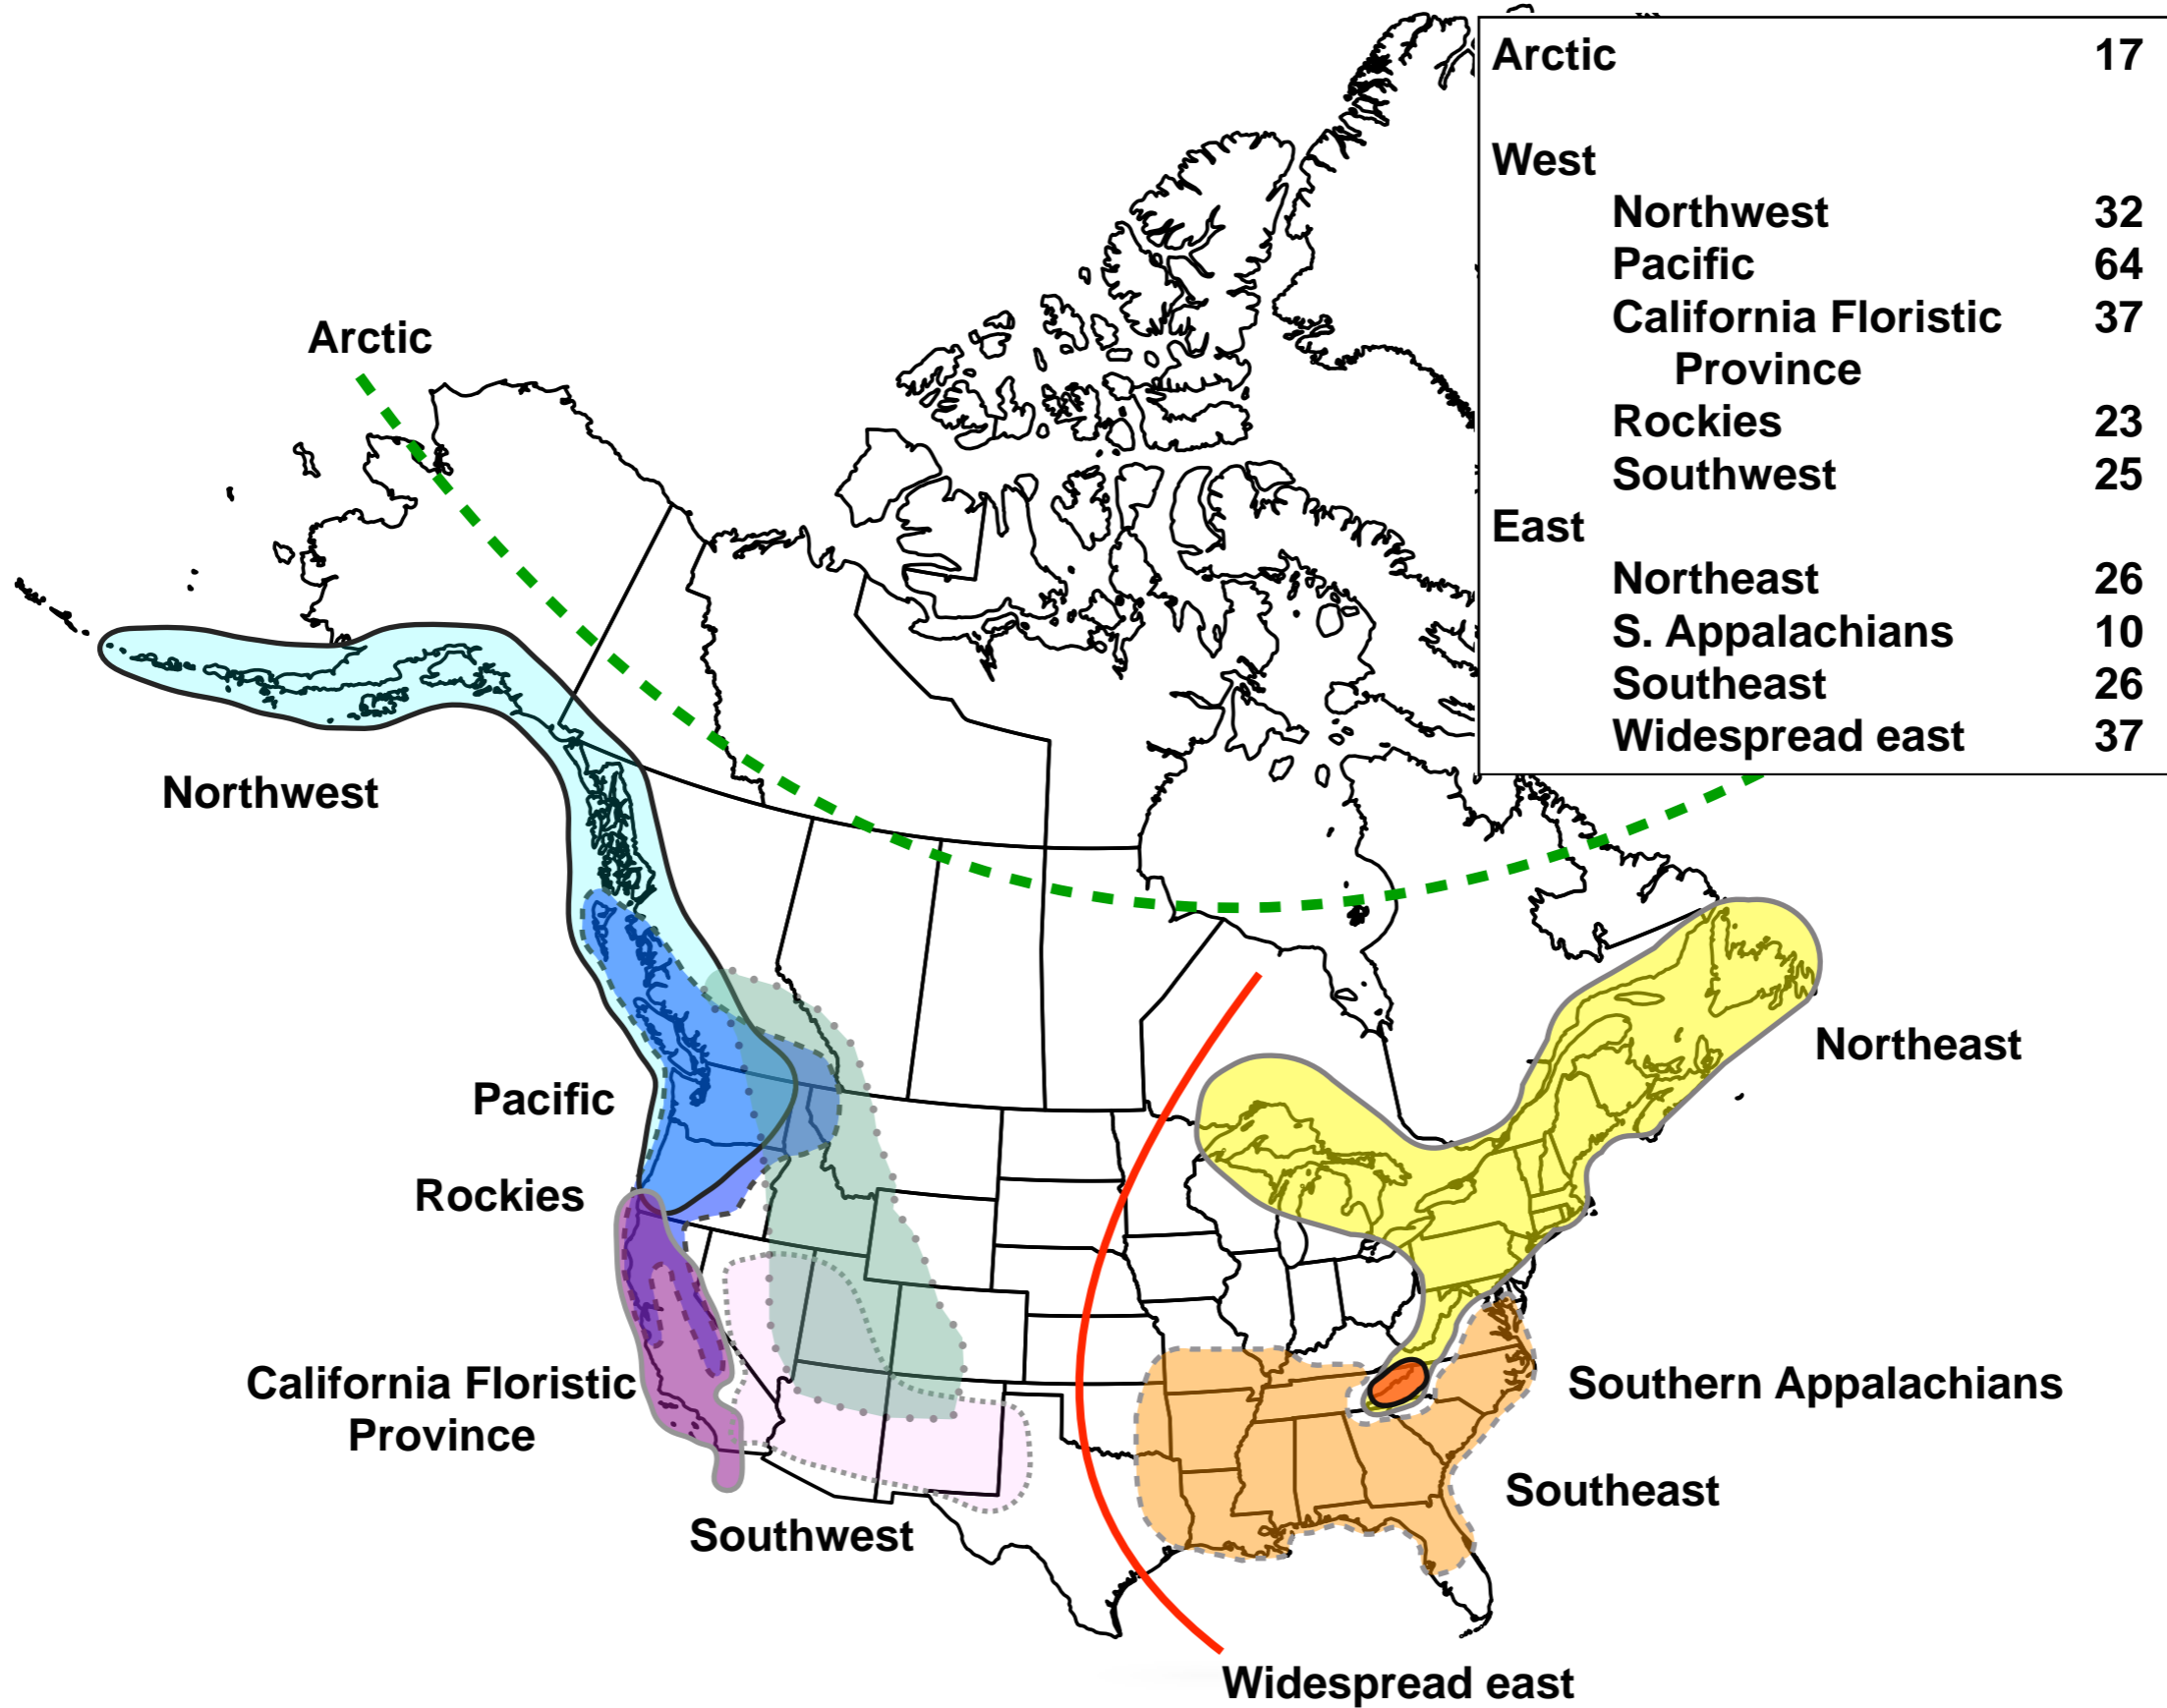 Arctic 17
West
Northwest 32
Pacific 64
California Floristic 37
Province
Rockies 23
Southwest 25
East
Northeast 26
S. Appalachians 10
Southeast 26
Widespread east 37
Arctic
Northwest
Northeast
Pacific
Rockies
California Floristic
Province
Southern Appalachians
Southeast
Southwest
Widespread east